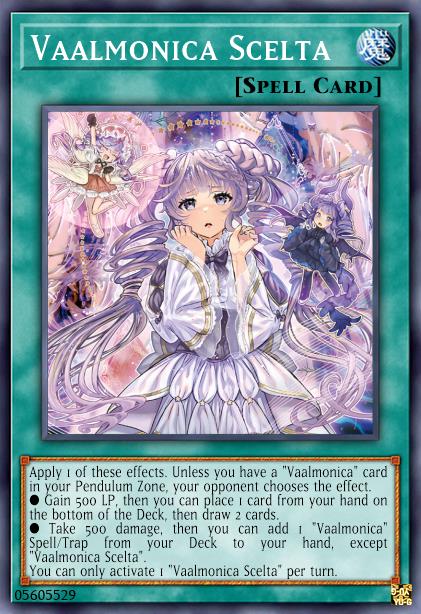 Vaalmonica Scelta
魔
[Spell Card]
Apply 1 of these effects. Unless you have a "Vaalmonica" card
in your Pendulum Zone, your opponent chooses the effect.
● Gain 500 LP, then you can place 1 card from your hand on
the bottom of the Deck, then draw 2 cards.
● Take 500 damage, then you can add 1 "Vaalmonica"
Spell/Trap from your Deck to your hand, except
"Vaalmonica Scelta".
You can only activate 1 "Vaalmonica Scelta" per turn.
05605529